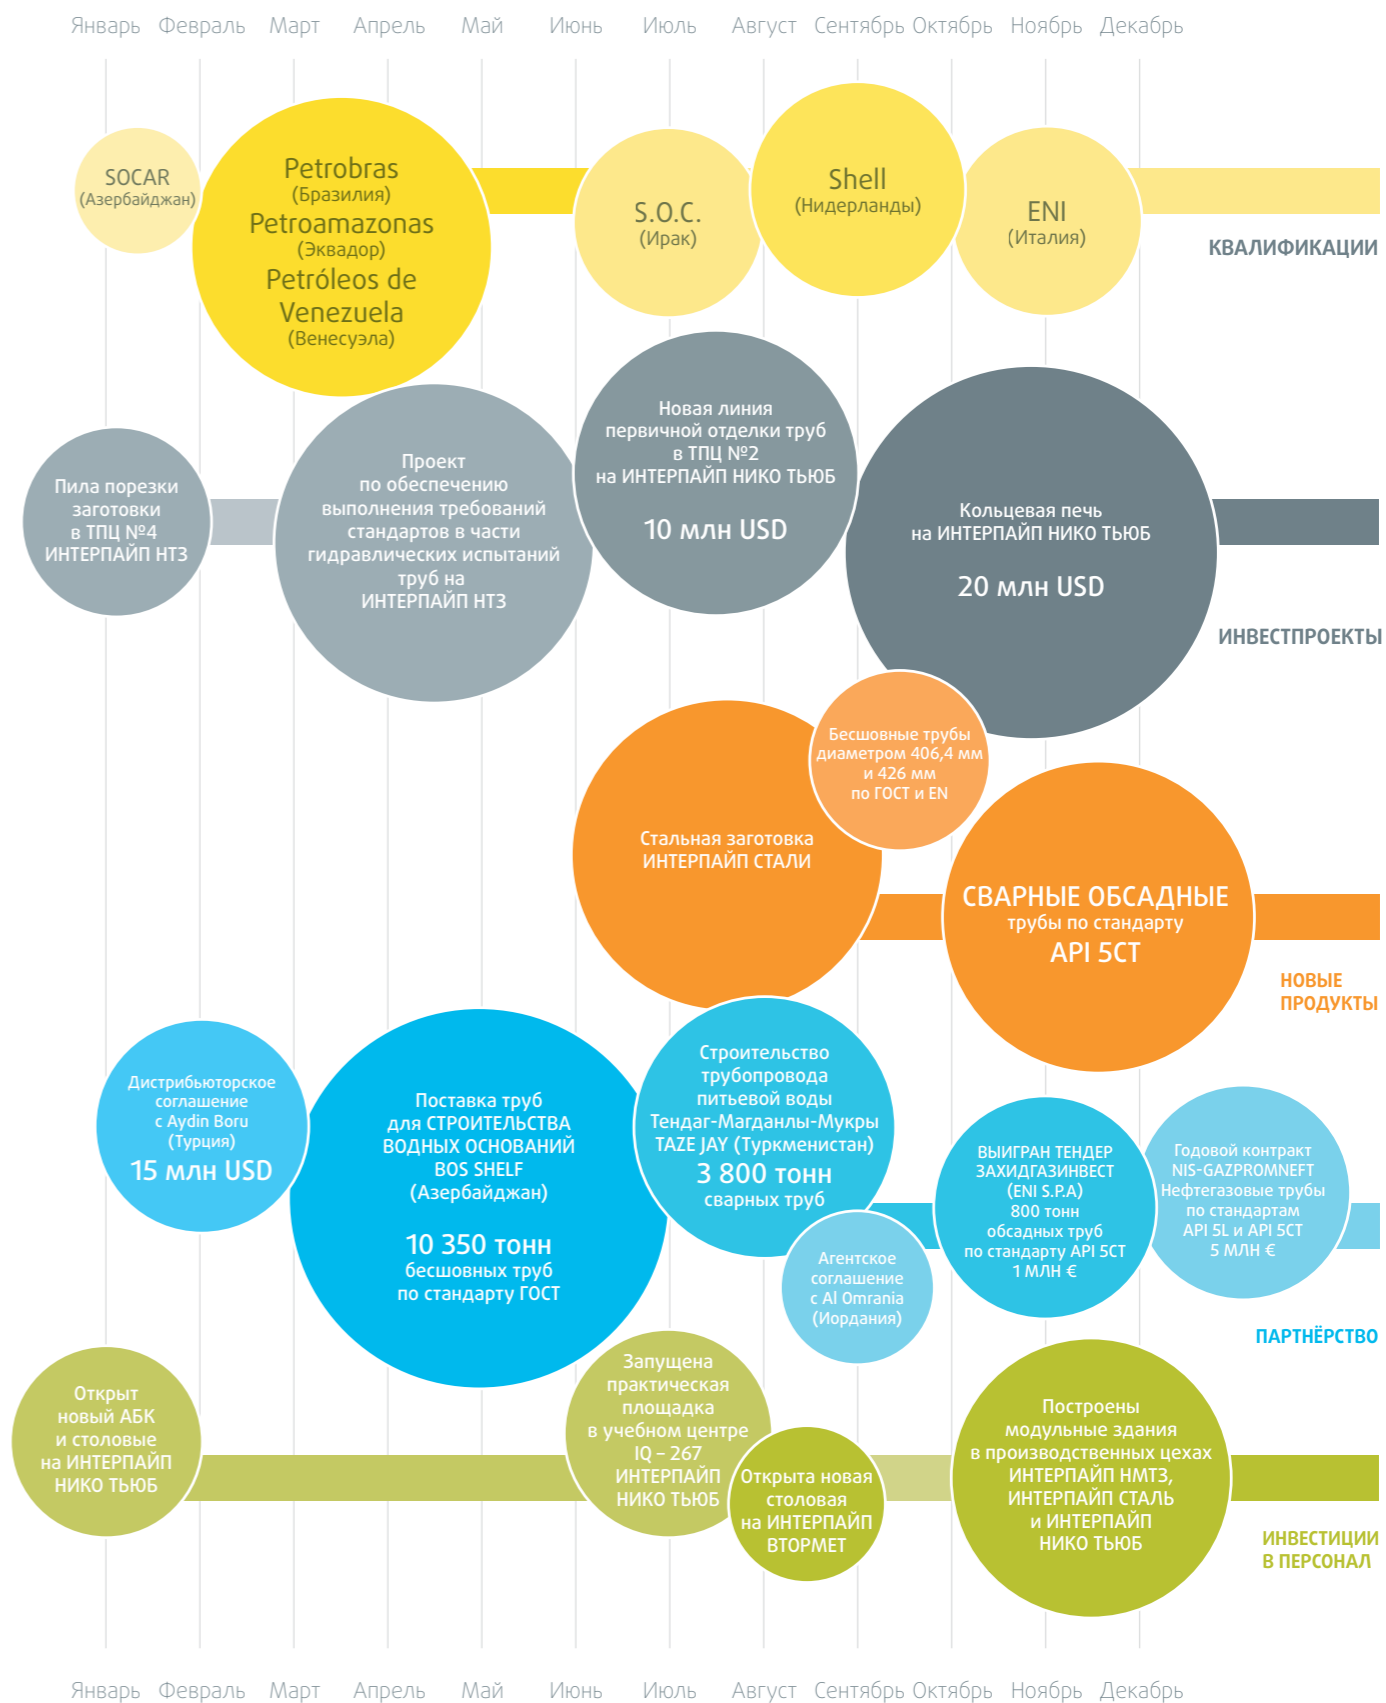 Январь Февраль Март Апрель Май Июнь Июль Август Сентябрь Октябрь Ноябрь Декабрь
SOCAR
(Азербайджан)
Petrobras
(Бразилия)
Petroamazonas
(Эквадор)
Petróleos de
Venezuela
(Венесуэла)
S.O.C.
(Ирак)
Shell
(Нидерланды)
ENI
(Италия)
КВАЛИФИКАЦИИ
Пила порезки
заготовки
в ТПЦ №4
ИНТЕРПАЙП НТЗ
Проект
по обеспечению
выполнения требований
стандартов в части
гидравлических испытаний
труб на
ИНТЕРПАЙП НТЗ
Новая линия
первичной отделки труб
в ТПЦ №2
на ИНТЕРПАЙП НИКО ТЬЮБ
10 млн USD
Кольцевая печь
на ИНТЕРПАЙП НИКО ТЬЮБ
20 млн USD
ИНВЕСТПРОЕКТЫ
Стальная заготовка
ИНТЕРПАЙП СТАЛИ
Бесшовные трубы
диаметром 406,4 мм
и 426 мм
по ГОСТ и EN
СВАРНЫЕ ОБСАДНЫЕ
трубы по стандарту
API 5CT
НОВЫЕ
ПРОДУКТЫ
Дистрибьюторское
соглашение
с Aydin Boru
(Турция)
15 млн USD
Поставка труб
для СТРОИТЕЛЬСТВА
ВОДНЫХ ОСНОВАНИЙ
BOS SHELF
(Азербайджан)
10 350 тонн
бесшовных труб
по стандарту ГОСТ
Строительство
трубопровода
питьевой воды
Тендаг-Магданлы-Мукры
TAZE JAY (Туркменистан)
3 800 тонн
сварных труб
Агентское
соглашение
с Al Omrania
(Иордания)
ВЫИГРАН ТЕНДЕР
ЗАХИДГАЗИНВЕСТ
(ENI S.P.A)
800 тонн
обсадных труб
по стандарту API 5CT
1 МЛН €
Годовой контракт
NIS-GAZPROMNEFT
Нефтегазовые трубы
по стандартам
API 5L и API 5CT
5 МЛН €
ПАРТНЁРСТВО
Открыт
новый АБК
и столовые
на ИНТЕРПАЙП
НИКО ТЬЮБ
Запущена
практическая
площадка
в учебном центре
IQ – 267
ИНТЕРПАЙП
НИКО ТЬЮБ
Открыта новая
столовая
на ИНТЕРПАЙП
ВТОРМЕТ
Построены
модульные здания
в производственных цехах
ИНТЕРПАЙП НМТЗ,
ИНТЕРПАЙП СТАЛЬ
и ИНТЕРПАЙП
НИКО ТЬЮБ
ИНВЕСТИЦИИ
В ПЕРСОНАЛ
Январь Февраль Март Апрель Май Июнь Июль Август Сентябрь Октябрь Ноябрь Декабрь